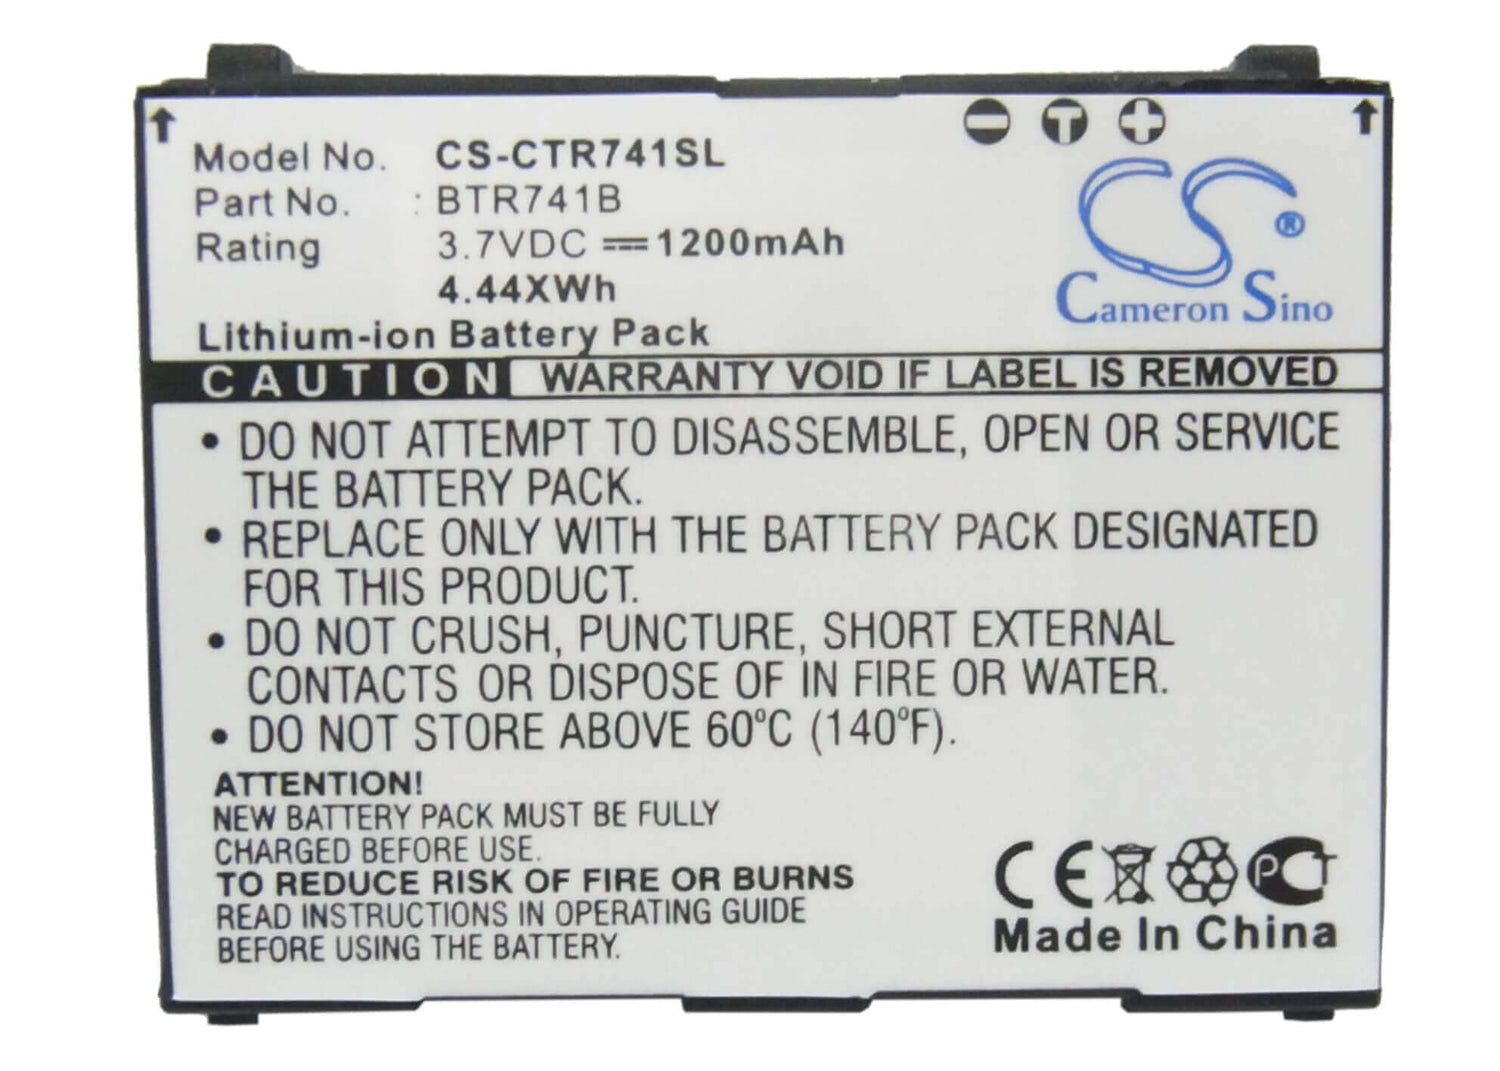 Model No. CS-CTR741SL
Part No. : BTR741B
Rating 3.7VDC 1200mAh
4.44XWh
Lithium-ion Battery Pack
T
®
Cameron Sino
CAUTION WARRANTY VOID IF LABEL IS REMOVED
• DO NOT ATTEMPT TO DISASSEMBLE, OPEN OR SERVICE
THE BATTERY PACK.
• REPLACE ONLY WITH THE BATTERY PACK DESIGNATED
FOR THIS PRODUCT.
• DO NOT CRUSH, PUNCTURE, SHORT EXTERNAL
CONTACTS OR DISPOSE OF IN FIRE OR WATER.
• DO NOT STORE ABOVE 60ºC (140ºF).
ATTENTION!
NEW BATTERY PACK MUST BE FULLY
CHARGED BEFORE USE.
TO REDUCE RISK OF FIRE OR BURNS
READ INSTRUCTIONS IN OPERATING GUIDE
BEFORE USING THE BATTERY.
CE PCT
Made In China